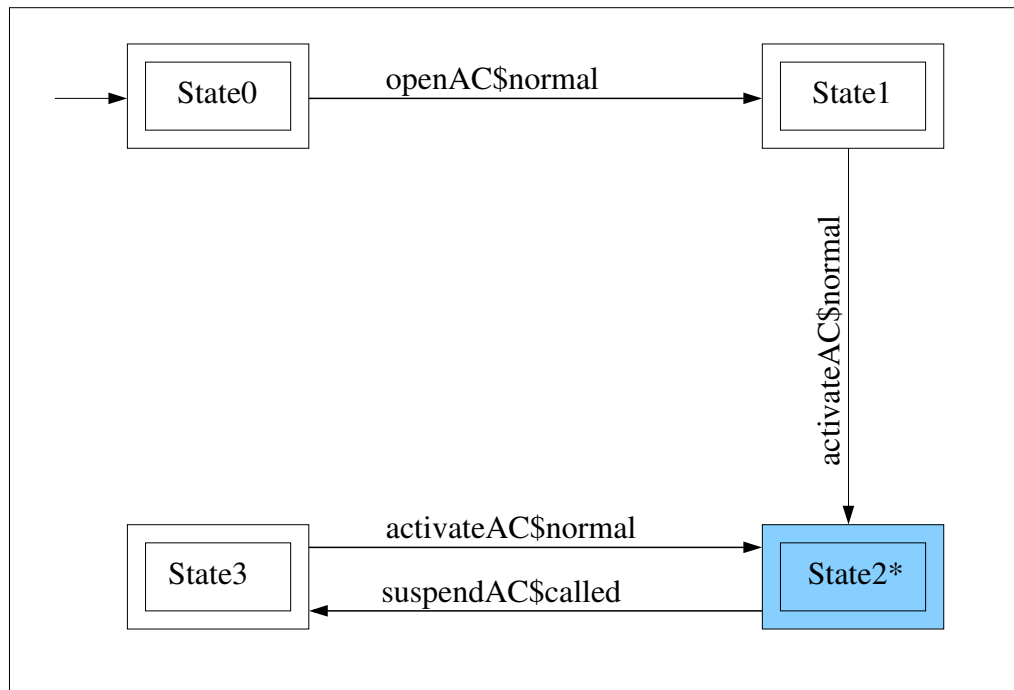 State0
openAC$normal
State1
activateAC$normal
State3
activateAC$normal
suspendAC$called
State2*